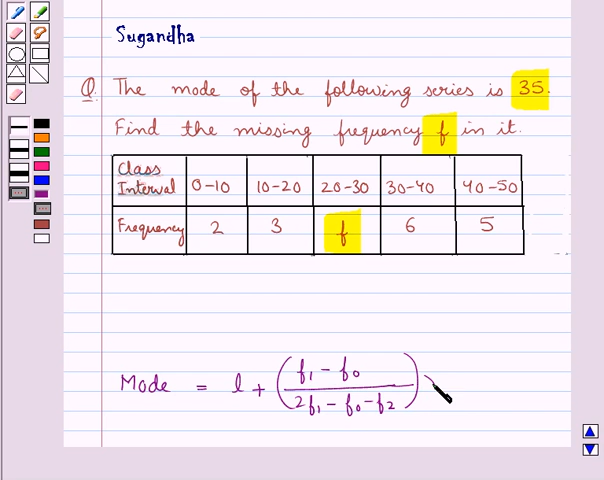 Sugandha
Q. The mode of the following series is 35.
Find the missing frequency f in it.
Class Interval 0-10 10-20 20-30 30-40 40-50
Frequency 2 3 f 6 5
Mode = l + (f₁ - f₀ / 2f₁ - f₀ - f₂) ×